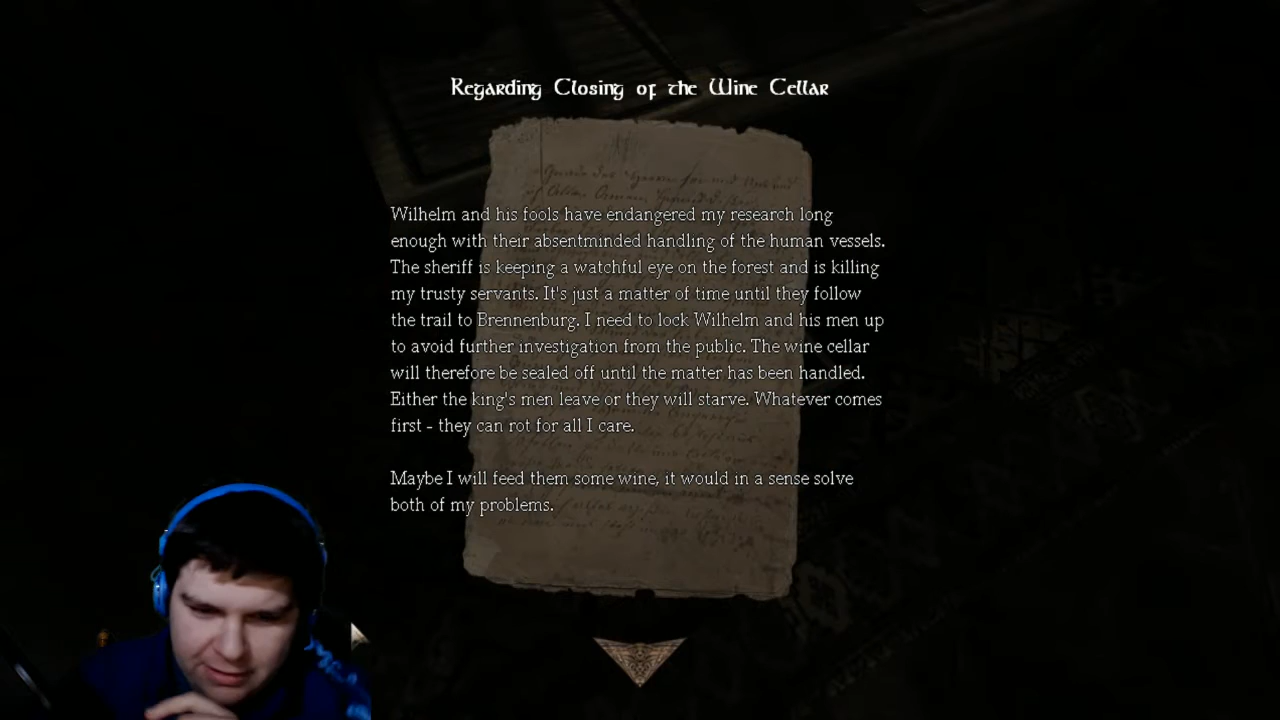 Regarding Closing of the Wine Cellar
Wilhelm and his fools have endangered my research long
enough with their absentminded handling of the human vessels.
The sheriff is keeping a watchful eye on the forest and is killing
my trusty servants. It's just a matter of time until they follow
the trail to Brennenburg. I need to lock Wilhelm and his men up
to avoid further investigation from the public. The wine cellar
will therefore be sealed off until the matter has been handled.
Either the king's men leave or they will starve. Whatever comes
first - they can rot for all I care.
Maybe I will feed them some wine, it would in a sense solve
both of my problems.